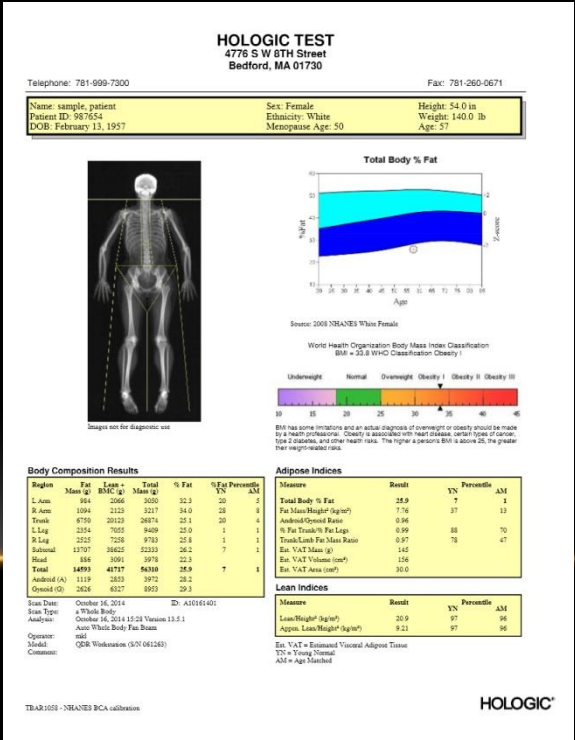 HOLOGIC TEST
4776 S W 8TH Street
Bedford, MA 01730
Telephone: 781-999-7300 Fax: 781-260-0671
Name: sample, patient Sex: Female Height: 54.0 in
Patient ID: 987654 Ethnicity: White Weight: 140.0 lb
DOB: February 13, 1957 Menopause Age: 50 Age: 57
Images not for diagnostic use
Total Body % Fat
%Fat
Z-score
Age
Source: 2008 NHANES White Female
World Health Organization Body Mass Index Classification
BMI = 33.8 WHO Classification Obesity I
Underweight Normal Overweight Obesity I Obesity II Obesity III
10 15 20 25 30 35 40 45
BMI has some limitations and an actual diagnosis of overweight or obesity should be made
by a health professional. Obesity is associated with heart disease, certain types of cancer,
type 2 diabetes, and other health risks. The higher a person's BMI is above 25, the greater
their weight-related risks.
Body Composition Results
Region Fat Mass (g) Lean + BMC (g) Total Mass (g) % Fat %Fat Percentile YN AM
L Arm 984 2066 3050 32.3 20 5
R Arm 1094 2123 3217 34.0 28 8
Trunk 6750 20123 26874 25.1 20 4
L Leg 2354 7055 9409 25.0 1 1
R Leg 2525 7258 9783 25.8 1 1
Subtotal 13707 38625 52333 26.2 7 1
Head 886 3091 3978 22.3
Total 14593 41717 56310 25.9 7 1
Android (A) 1119 2853 3972 28.2
Gynoid (G) 2626 6327 8953 29.3
Scan Date: October 16, 2014 ID: A10161401
Scan Type: a Whole Body
Analysis: October 16, 2014 15:28 Version 13.5.1
Auto Whole Body Fan Beam
Operator: mkl
Model: QDR Workstation (S/N 061263)
Comment:
Adipose Indices
Measure Result Percentile YN AM
Total Body % Fat 25.9 7 1
Fat Mass/Height² (kg/m²) 7.76 37 13
Android/Gynoid Ratio 0.96
% Fat Trunk/% Fat Legs 0.99 88 70
Trunk/Limb Fat Mass Ratio 0.97 78 47
Est. VAT Mass (g) 145
Est. VAT Volume (cm³) 156
Est. VAT Area (cm²) 30.0
Lean Indices
Measure Result Percentile YN AM
Lean/Height² (kg/m²) 20.9 97 96
Appen. Lean/Height² (kg/m²) 9.21 97 96
Est. VAT = Estimated Visceral Adipose Tissue
YN = Young Normal
AM = Age Matched
TBAR1058 - NHANES BCA calibration
HOLOGIC®